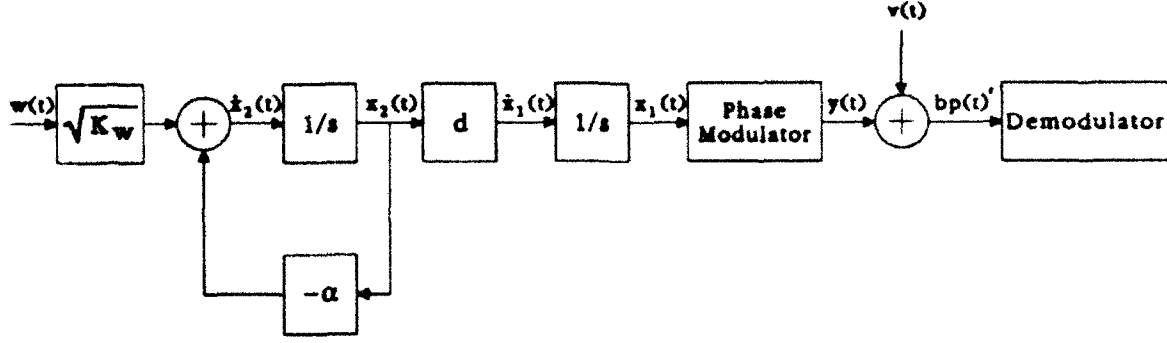 v(t)
w(t) √K_w + ẋ₂(t) 1/s x₂(t) d ẋ₁(t) 1/s x₁(t) Phase Modulator y(t) + bp(t)′ Demodulator
-α